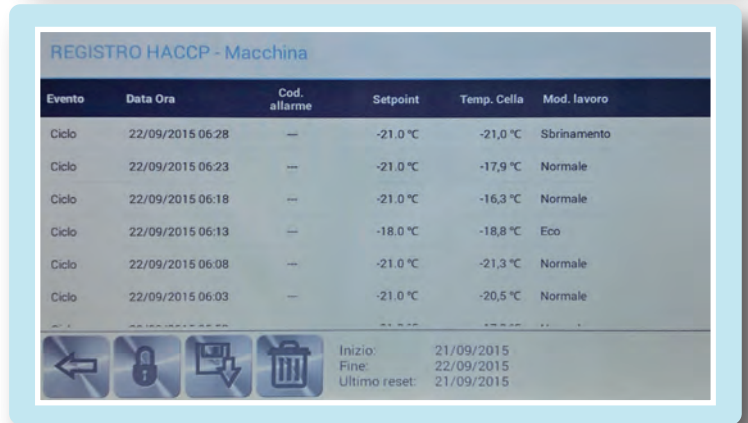 REGISTRO HACCP - Macchina
Evento Data Ora Cod. allarme Setpoint Temp. Cella Mod. lavoro
Ciclo 22/09/2015 06:28 --- -21.0 °C -21,0 °C Sbrinamento
Ciclo 22/09/2015 06:23 --- -21.0 °C -17,9 °C Normale
Ciclo 22/09/2015 06:18 --- -21.0 °C -16,3 °C Normale
Ciclo 22/09/2015 06:13 --- -18.0 °C -18,8 °C Eco
Ciclo 22/09/2015 06:08 --- -21.0 °C -21,3 °C Normale
Ciclo 22/09/2015 06:03 --- -21.0 °C -20,5 °C Normale
Inizio: 21/09/2015
Fine: 22/09/2015
Ultimo reset: 21/09/2015